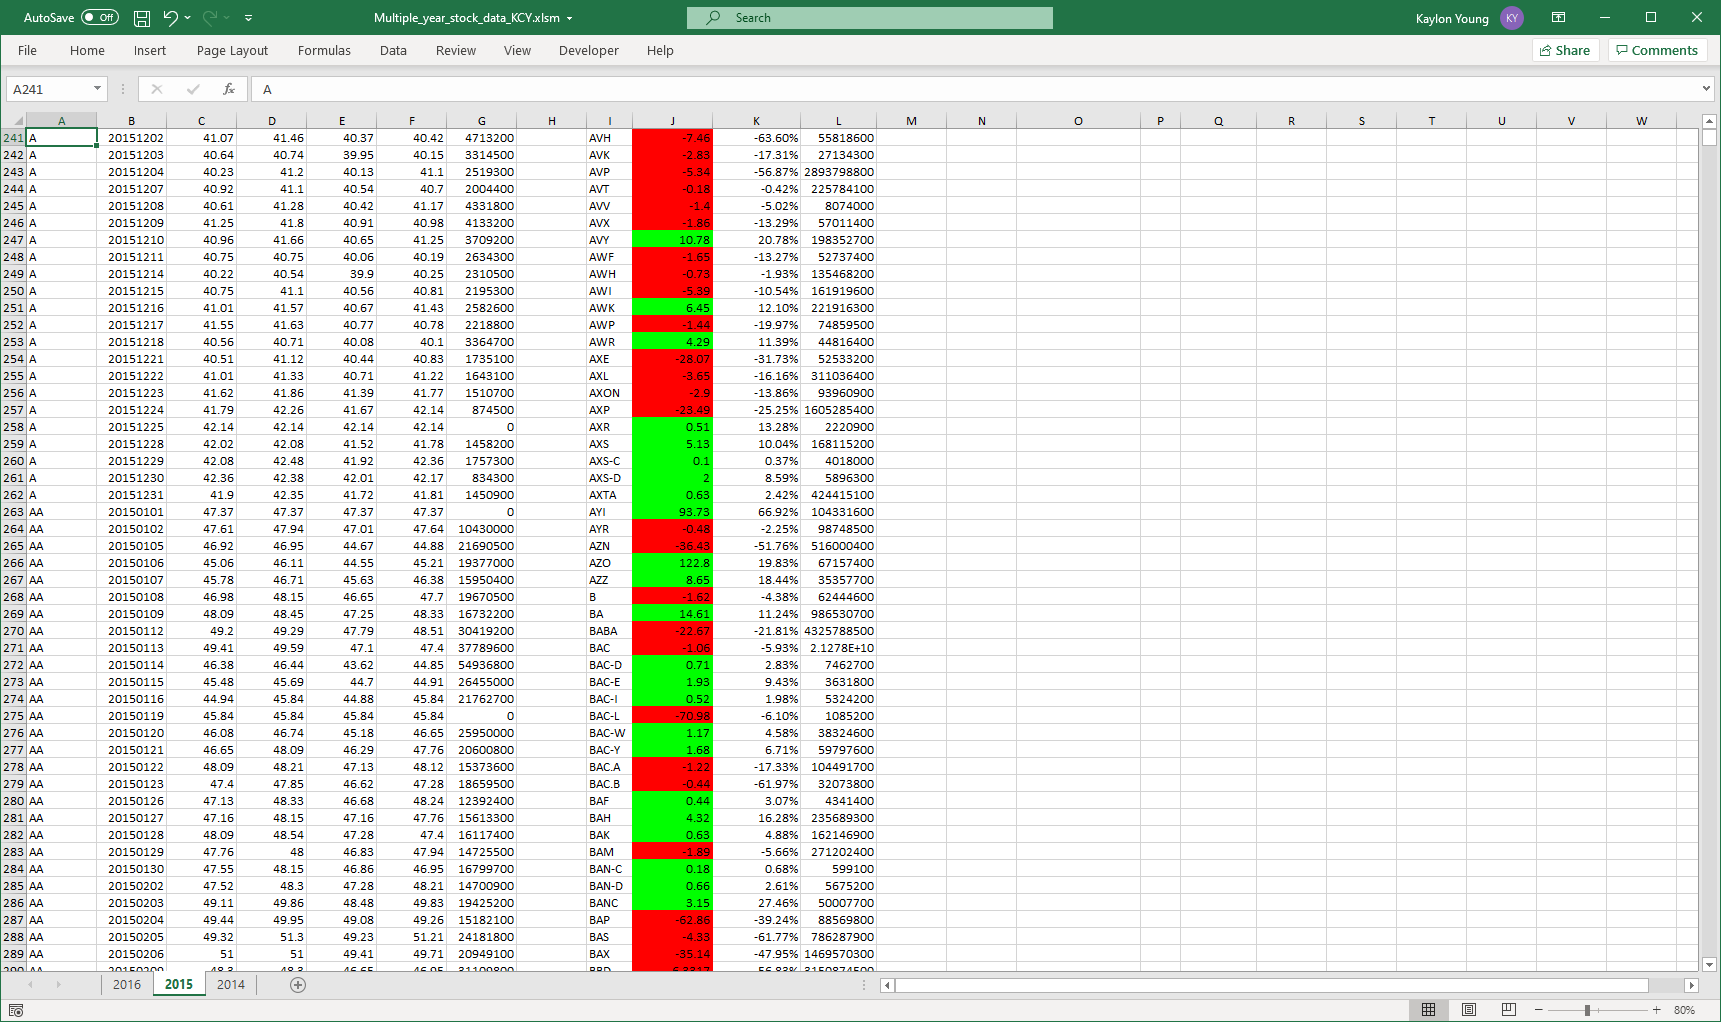 AutoSave Off Multiple_year_stock_data_KCY.xlsm Search Kaylon Young KY
File Home Insert Page Layout Formulas Data Review View Developer Help Share Comments
A241 fx A
A B C D E F G H I J K L M N O P Q R S T U V W
241 A 20151202 41.07 41.46 40.37 40.42 4713200 AVH -7.46 -63.60% 55818600
242 A 20151203 40.64 40.74 39.95 40.15 3314500 AVK -2.83 -17.31% 27134300
243 A 20151204 40.23 41.2 40.13 41.1 2519300 AVP -5.34 -56.87% 2893798800
244 A 20151207 40.92 41.1 40.54 40.7 2004400 AVT -0.18 -0.42% 225784100
245 A 20151208 40.61 41.28 40.42 41.17 4331800 AVV -1.4 -5.02% 8074000
246 A 20151209 41.25 41.8 40.91 40.98 4133200 AVX -1.86 -13.29% 57011400
247 A 20151210 40.96 41.66 40.65 41.25 3709200 AVY 10.78 20.78% 198352700
248 A 20151211 40.75 40.75 40.06 40.19 2634300 AWF -1.65 -13.27% 52737400
249 A 20151214 40.22 40.54 39.9 40.25 2310500 AWH -0.73 -1.93% 135468200
250 A 20151215 40.75 41.1 40.56 40.81 2195300 AWI -5.39 -10.54% 161919600
251 A 20151216 41.01 41.57 40.67 41.43 2582600 AWK 6.45 12.10% 221916300
252 A 20151217 41.55 41.63 40.77 40.78 2218800 AWP -1.44 -19.97% 74859500
253 A 20151218 40.56 40.71 40.08 40.1 3364700 AWR 4.29 11.39% 44816400
254 A 20151221 40.51 41.12 40.44 40.83 1735100 AXE -28.07 -31.73% 52533200
255 A 20151222 41.01 41.33 40.71 41.22 1643100 AXL -3.65 -16.16% 311036400
256 A 20151223 41.62 41.86 41.39 41.77 1510700 AXON -2.9 -13.86% 93960900
257 A 20151224 41.79 42.26 41.67 42.14 874500 AXP -23.49 -25.25% 1605285400
258 A 20151225 42.14 42.14 42.14 42.14 0 AXR 0.51 13.28% 2220900
259 A 20151228 42.02 42.08 41.52 41.78 1458200 AXS 5.13 10.04% 168115200
260 A 20151229 42.08 42.48 41.92 42.36 1757300 AXS-C 0.1 0.37% 4018000
261 A 20151230 42.36 42.38 42.01 42.17 834300 AXS-D 2 8.59% 5896300
262 A 20151231 41.9 42.35 41.72 41.81 1450900 AXTA 0.63 2.42% 424415100
263 AA 20150101 47.37 47.37 47.37 47.37 0 AYI 93.73 66.92% 104331600
264 AA 20150102 47.61 47.94 47.01 47.64 10430000 AYR -0.48 -2.25% 98748500
265 AA 20150105 46.92 46.95 44.67 44.88 21690500 AZN -36.43 -51.76% 516000400
266 AA 20150106 45.06 46.11 44.55 45.21 19377000 AZO 122.8 19.83% 67157400
267 AA 20150107 45.78 46.71 45.63 46.38 15950400 AZZ 8.65 18.44% 35357700
268 AA 20150108 46.98 48.15 46.65 47.7 19670500 B -1.62 -4.38% 62444600
269 AA 20150109 48.09 48.45 47.25 48.33 16732200 BA 14.61 11.24% 986530700
270 AA 20150112 49.2 49.29 47.79 48.51 30419200 BABA -22.67 -21.81% 4325788500
271 AA 20150113 49.41 49.59 47.1 47.4 37789600 BAC -1.06 -5.93% 2.1278E+10
272 AA 20150114 46.38 46.44 43.62 44.85 54936800 BAC-D 0.71 2.83% 7462700
273 AA 20150115 45.48 45.69 44.7 44.91 26455000 BAC-E 1.93 9.43% 3631800
274 AA 20150116 44.94 45.84 44.88 45.84 21762700 BAC-I 0.52 1.98% 5324200
275 AA 20150119 45.84 45.84 45.84 45.84 0 BAC-L -70.98 -6.10% 1085200
276 AA 20150120 46.08 46.74 45.18 46.65 25950000 BAC-W 1.17 4.58% 38324600
277 AA 20150121 46.65 48.09 46.29 47.76 20600800 BAC-Y 1.68 6.71% 59797600
278 AA 20150122 48.09 48.21 47.13 48.12 15373600 BAC.A -1.22 -17.33% 104491700
279 AA 20150123 47.4 47.85 46.62 47.28 18659500 BAC.B -0.44 -61.97% 32073800
280 AA 20150126 47.13 48.33 46.68 48.24 12392400 BAF 0.44 3.07% 4341400
281 AA 20150127 47.16 48.15 47.16 47.76 15613300 BAH 4.32 16.28% 235689300
282 AA 20150128 48.09 48.54 47.28 47.4 16117400 BAK 0.63 4.88% 162146900
283 AA 20150129 47.76 48 46.83 47.94 14725500 BAM -1.89 -5.66% 271202400
284 AA 20150130 47.55 48.15 46.86 46.95 16799700 BAN-C 0.18 0.68% 599100
285 AA 20150202 47.52 48.3 47.28 48.21 14700900 BAN-D 0.66 2.61% 5675200
286 AA 20150203 49.11 49.86 48.48 49.83 19425200 BANC 3.15 27.46% 50007700
287 AA 20150204 49.44 49.95 49.08 49.26 15182100 BAP -62.86 -39.24% 88569800
288 AA 20150205 49.32 51.3 49.23 51.21 24181800 BAS -4.33 -61.77% 786287900
289 AA 20150206 51 51 49.41 49.71 20949100 BAX -35.14 -47.95% 1469570300
2016 2015 2014
80%